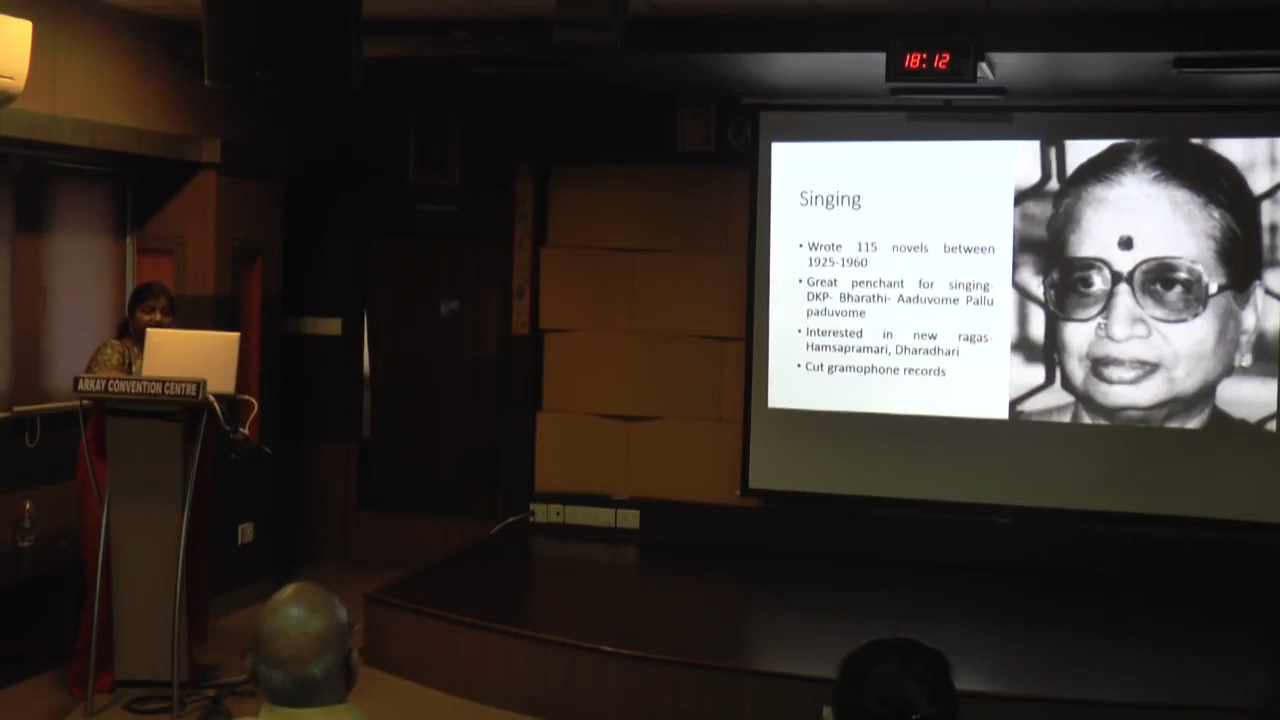 18:12
Singing
• Wrote 115 novels between
1925-1960
• Great penchant for singing-
DKP- Bharathi- Aaduvome Pallu
paduvome
• Interested in new ragas-
Hamsapramari, Dharadhari
• Cut gramophone records
ARKAY CONVENTION CENTRE